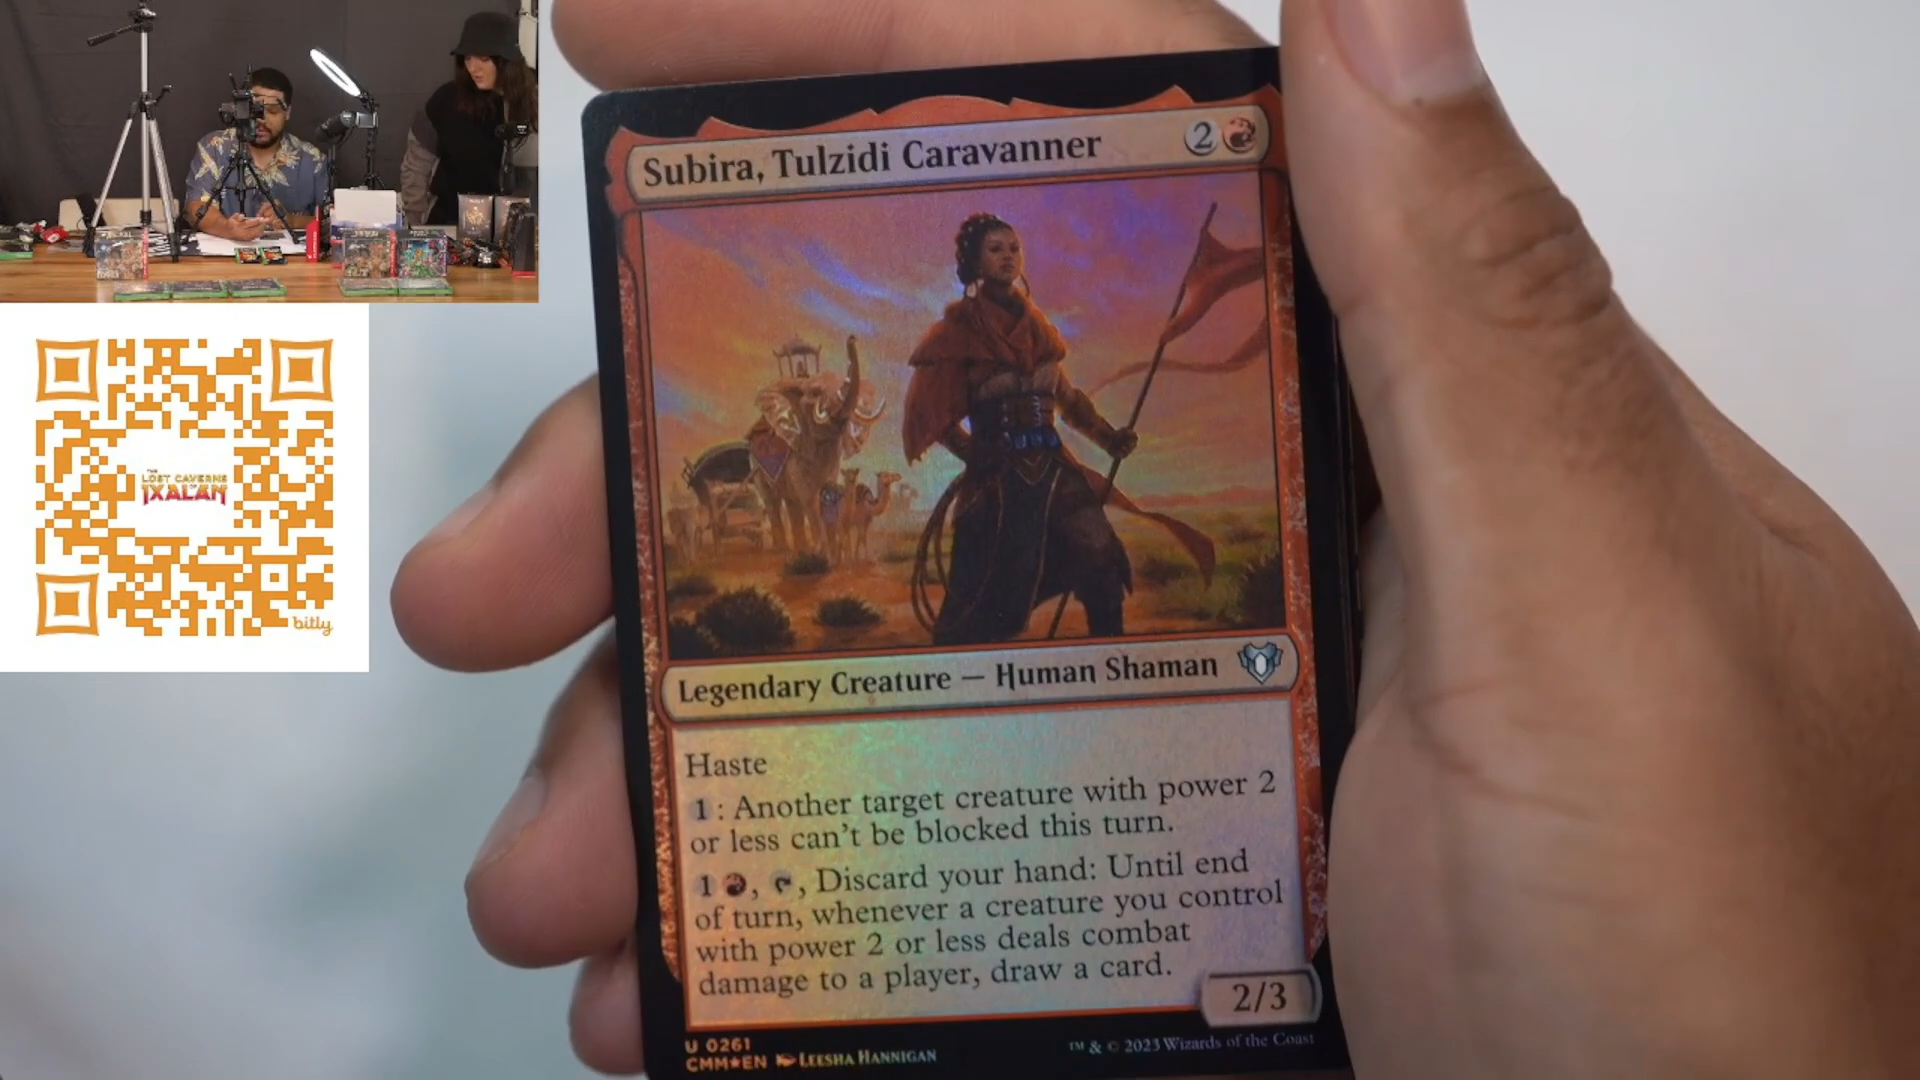 Subira, Tulzidi Caravanner 2
THE
LOST CAVERNS
OF
IXALAN
bitly
Legendary Creature — Human Shaman
Haste
1: Another target creature with power 2
or less can't be blocked this turn.
1 , , Discard your hand: Until end
of turn, whenever a creature you control
with power 2 or less deals combat
damage to a player, draw a card.
2/3
U 0261
CMM★EN LEESHA HANNIGAN
™ & © 2023 Wizards of the Coast